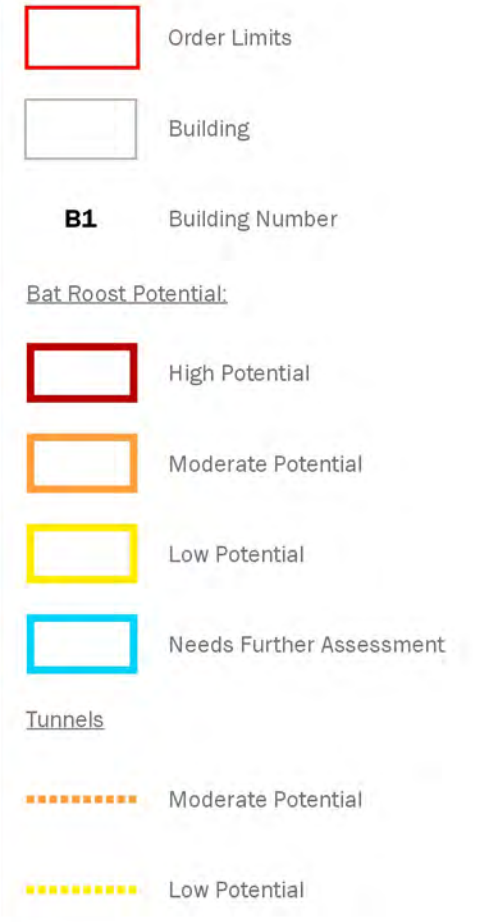 Order Limits
Building
B1 Building Number
Bat Roost Potential:
High Potential
Moderate Potential
Low Potential
Needs Further Assessment
Tunnels
Moderate Potential
Low Potential